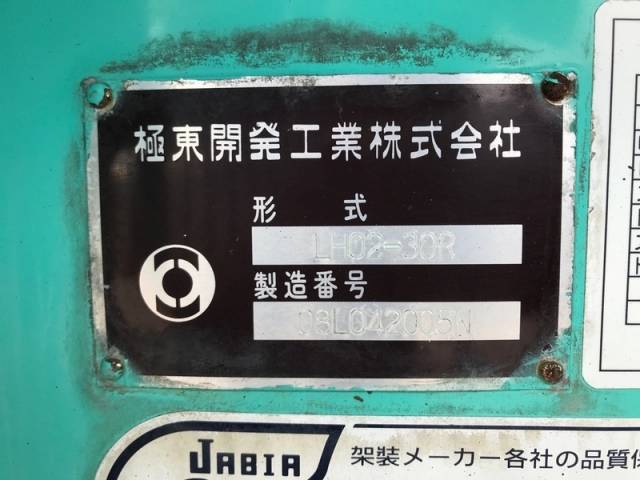 極東開発工業株式会社
形 式
LH02-30R
製造番号
08L042005W
JABIA
架装メーカー各社の品質保